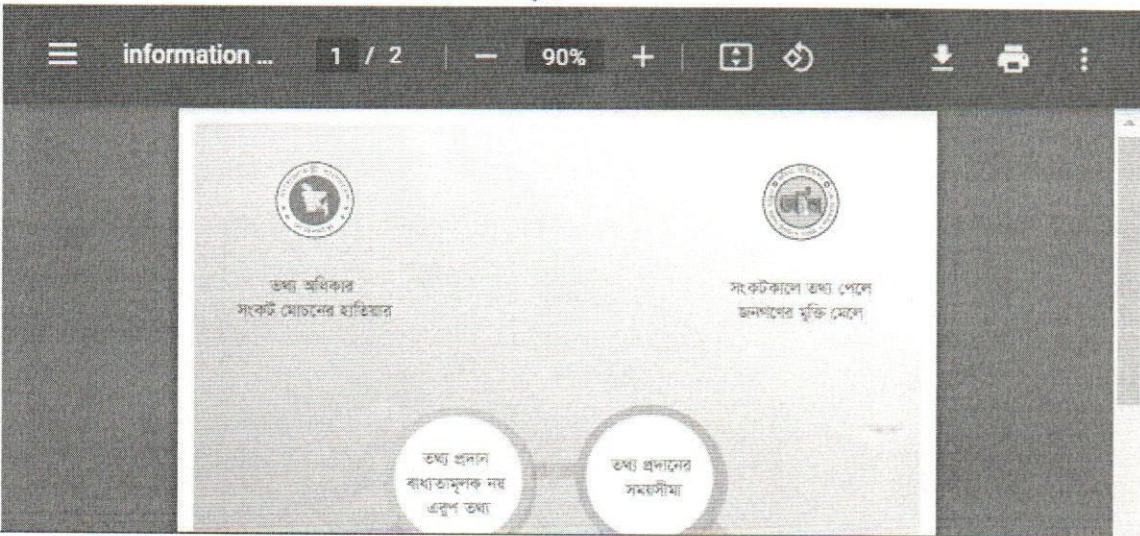 information ...
1 / 2
90%
তথ্য অধিকার
সংকট মোচনের হাতিয়ার
সংকটকালে তথ্য পেলে
জনগণের মুক্তি মেলে
তথ্য প্রদান
বাধ্যতামূলক নয়
এরূপ তথ্য
তথ্য প্রদানের
সময়সীমা